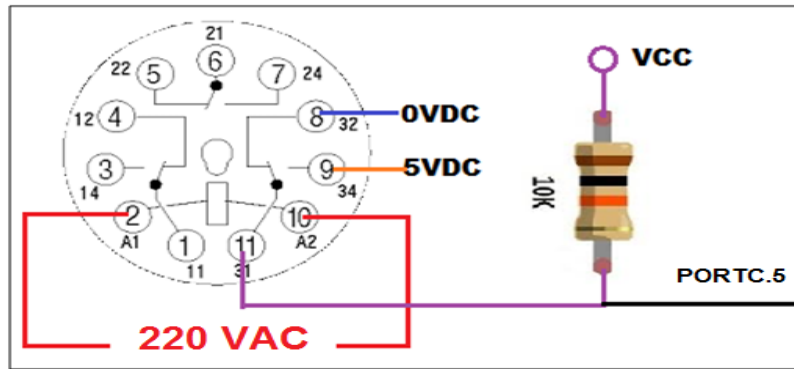 21
6
22 5 7 24
VCC
12 4 8 32 0VDC
3 9 5VDC
14 34
10K
2 10
A1 1 11 A2
11 31
PORTC.5
220 VAC